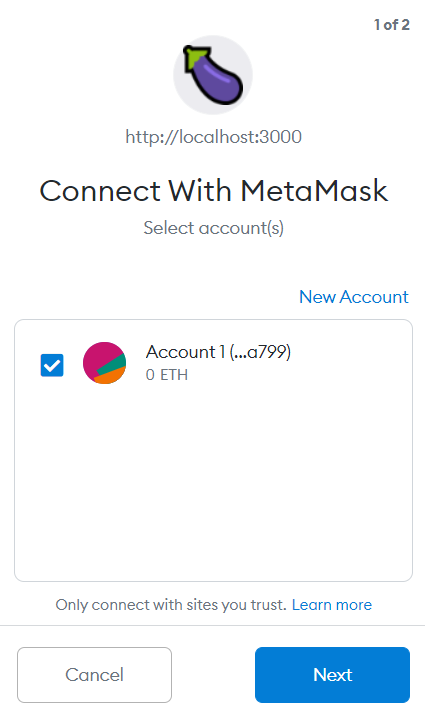 1 of 2
http://localhost:3000
Connect With MetaMask
Select account(s)
New Account
Account 1 (...a799)
0 ETH
Only connect with sites you trust. Learn more
Cancel
Next